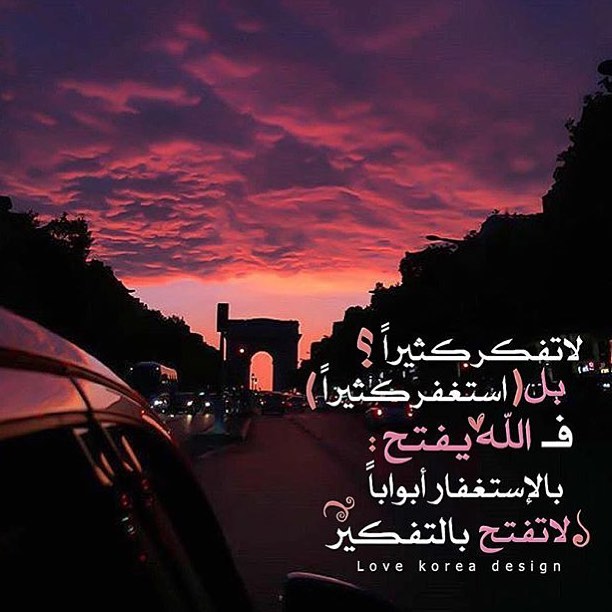 لاتفكر كثيراً ؟
بل ( استغفر كثيراً )
فـ الله يفتح :
بالإستغفار أبواباً
لاتفتح بالتفكير
Love korea design